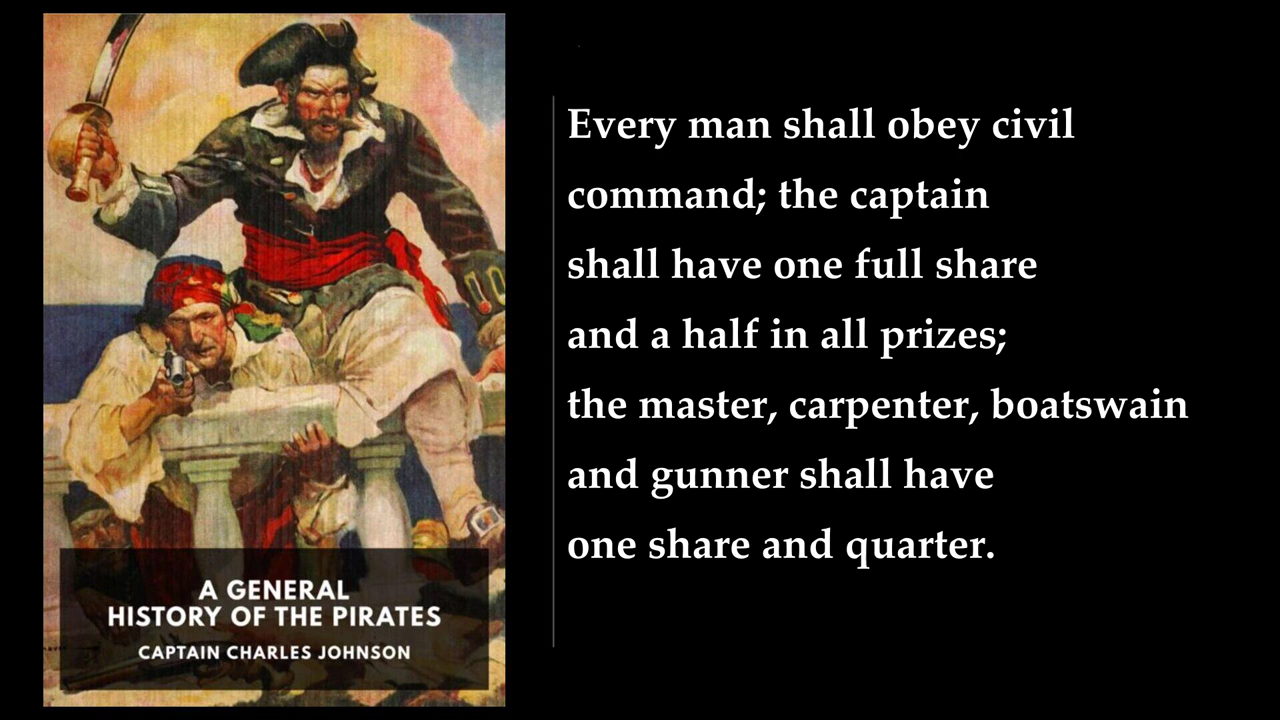 A GENERAL
HISTORY OF THE PIRATES
CAPTAIN CHARLES JOHNSON
Every man shall obey civil
command; the captain
shall have one full share
and a half in all prizes;
the master, carpenter, boatswain
and gunner shall have
one share and quarter.